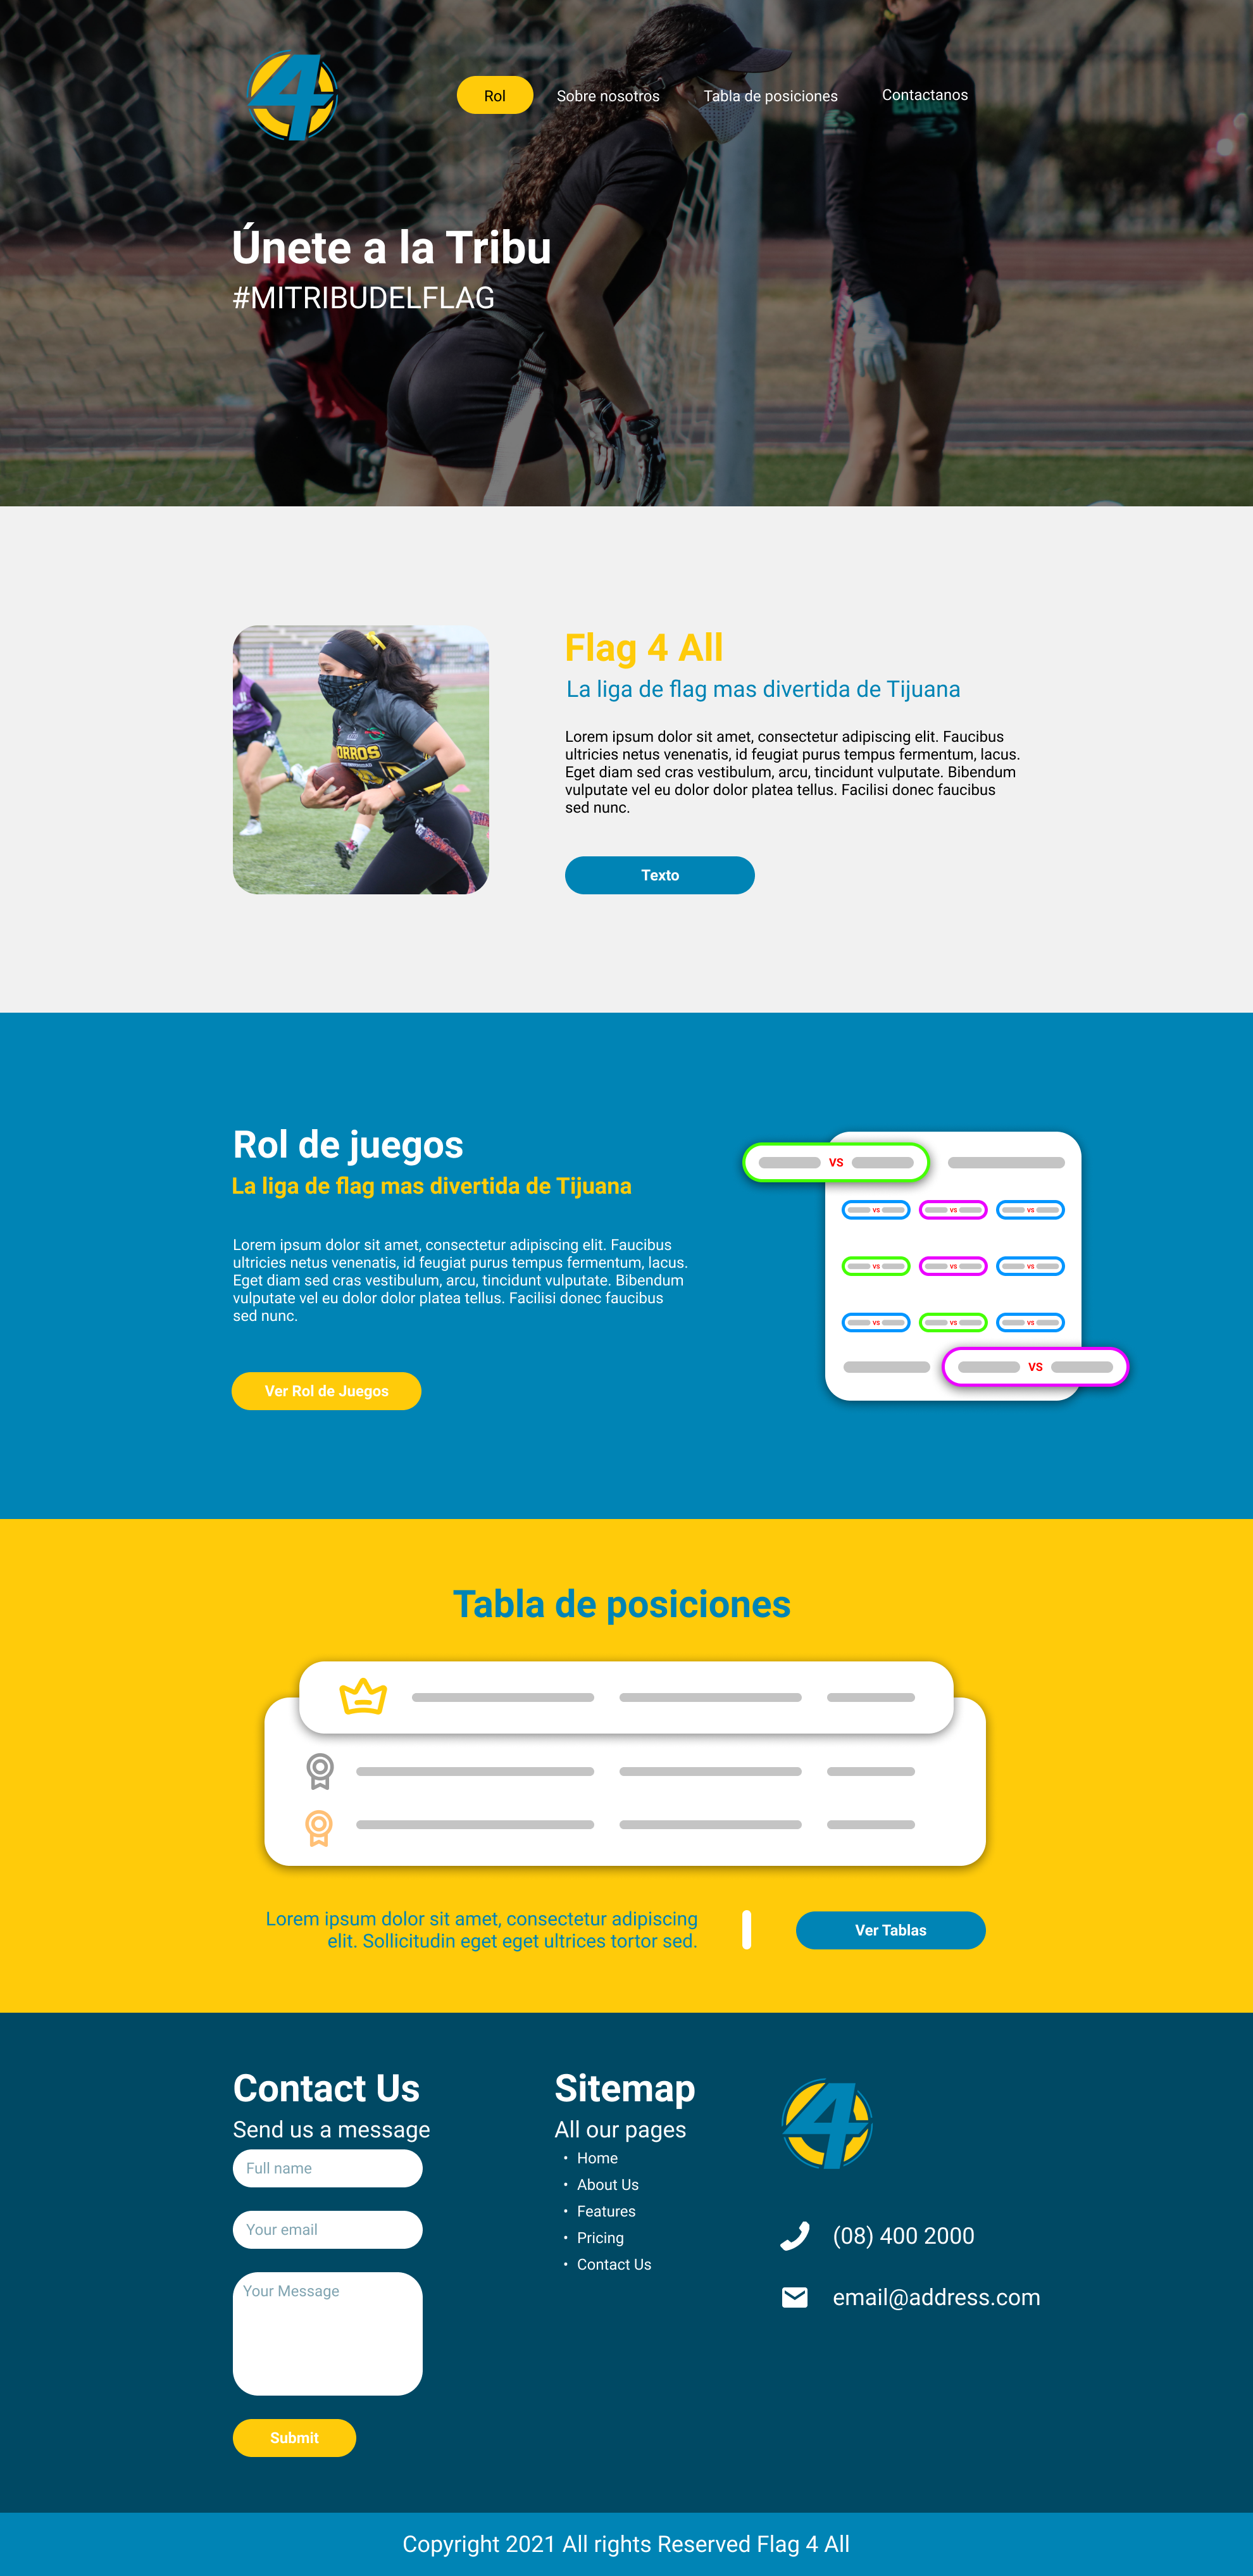 4
Rol
Sobre nosotros
Tabla de posiciones
Contactanos
Únete a la Tribu
#MITRIBUDELFLAG
Flag 4 All
La liga de flag mas divertida de Tijuana
Lorem ipsum dolor sit amet, consectetur adipiscing elit. Faucibus
ultricies netus venenatis, id feugiat purus tempus fermentum, lacus.
Eget diam sed cras vestibulum, arcu, tincidunt vulputate. Bibendum
vulputate vel eu dolor dolor platea tellus. Facilisi donec faucibus
sed nunc.
Texto
Rol de juegos
La liga de flag mas divertida de Tijuana
Lorem ipsum dolor sit amet, consectetur adipiscing elit. Faucibus
ultricies netus venenatis, id feugiat purus tempus fermentum, lacus.
Eget diam sed cras vestibulum, arcu, tincidunt vulputate. Bibendum
vulputate vel eu dolor dolor platea tellus. Facilisi donec faucibus
sed nunc.
Ver Rol de Juegos
VS
VS VS VS
VS VS VS
VS VS VS
VS
Tabla de posiciones
Lorem ipsum dolor sit amet, consectetur adipiscing
elit. Sollicitudin eget eget ultrices tortor sed.
Ver Tablas
Contact Us
Send us a message
Full name
Your email
Your Message
Submit
Sitemap
All our pages
• Home
• About Us
• Features
• Pricing
• Contact Us
4
(08) 400 2000
email@address.com
Copyright 2021 All rights Reserved Flag 4 All